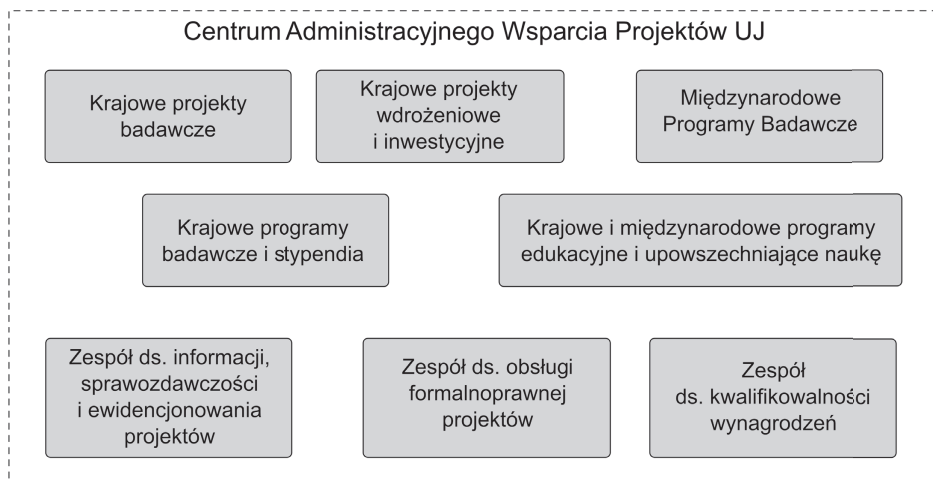 Centrum Administracyjnego Wsparcia Projektów UJ
Krajowe projekty
badawcze
Krajowe projekty
wdrożeniowe
i inwestycyjne
Międzynarodowe
Programy Badawcze
Krajowe programy
badawcze i stypendia
Krajowe i międzynarodowe programy
edukacyjne i upowszechniające naukę
Zespół ds. informacji,
sprawozdawczości
i ewidencjonowania
projektów
Zespół ds. obsługi
formalnoprawnej
projektów
Zespół
ds. kwalifikowalności
wynagrodzeń